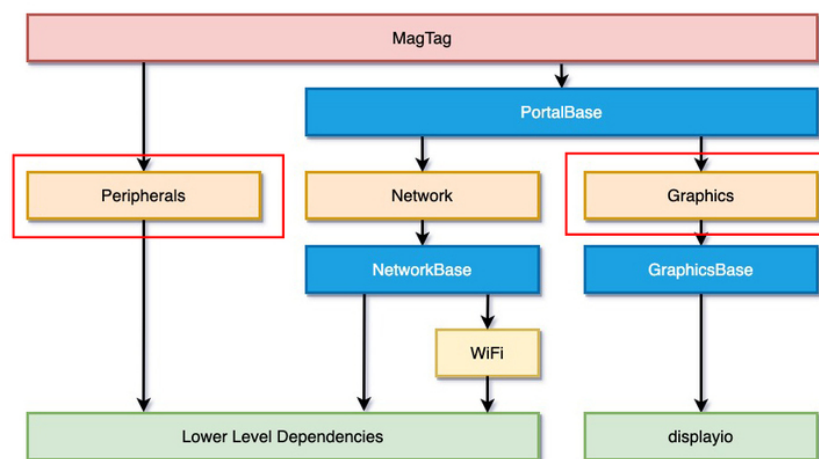 MagTag
PortalBase
Peripherals
Network
Graphics
NetworkBase
GraphicsBase
WiFi
Lower Level Dependencies
displayio